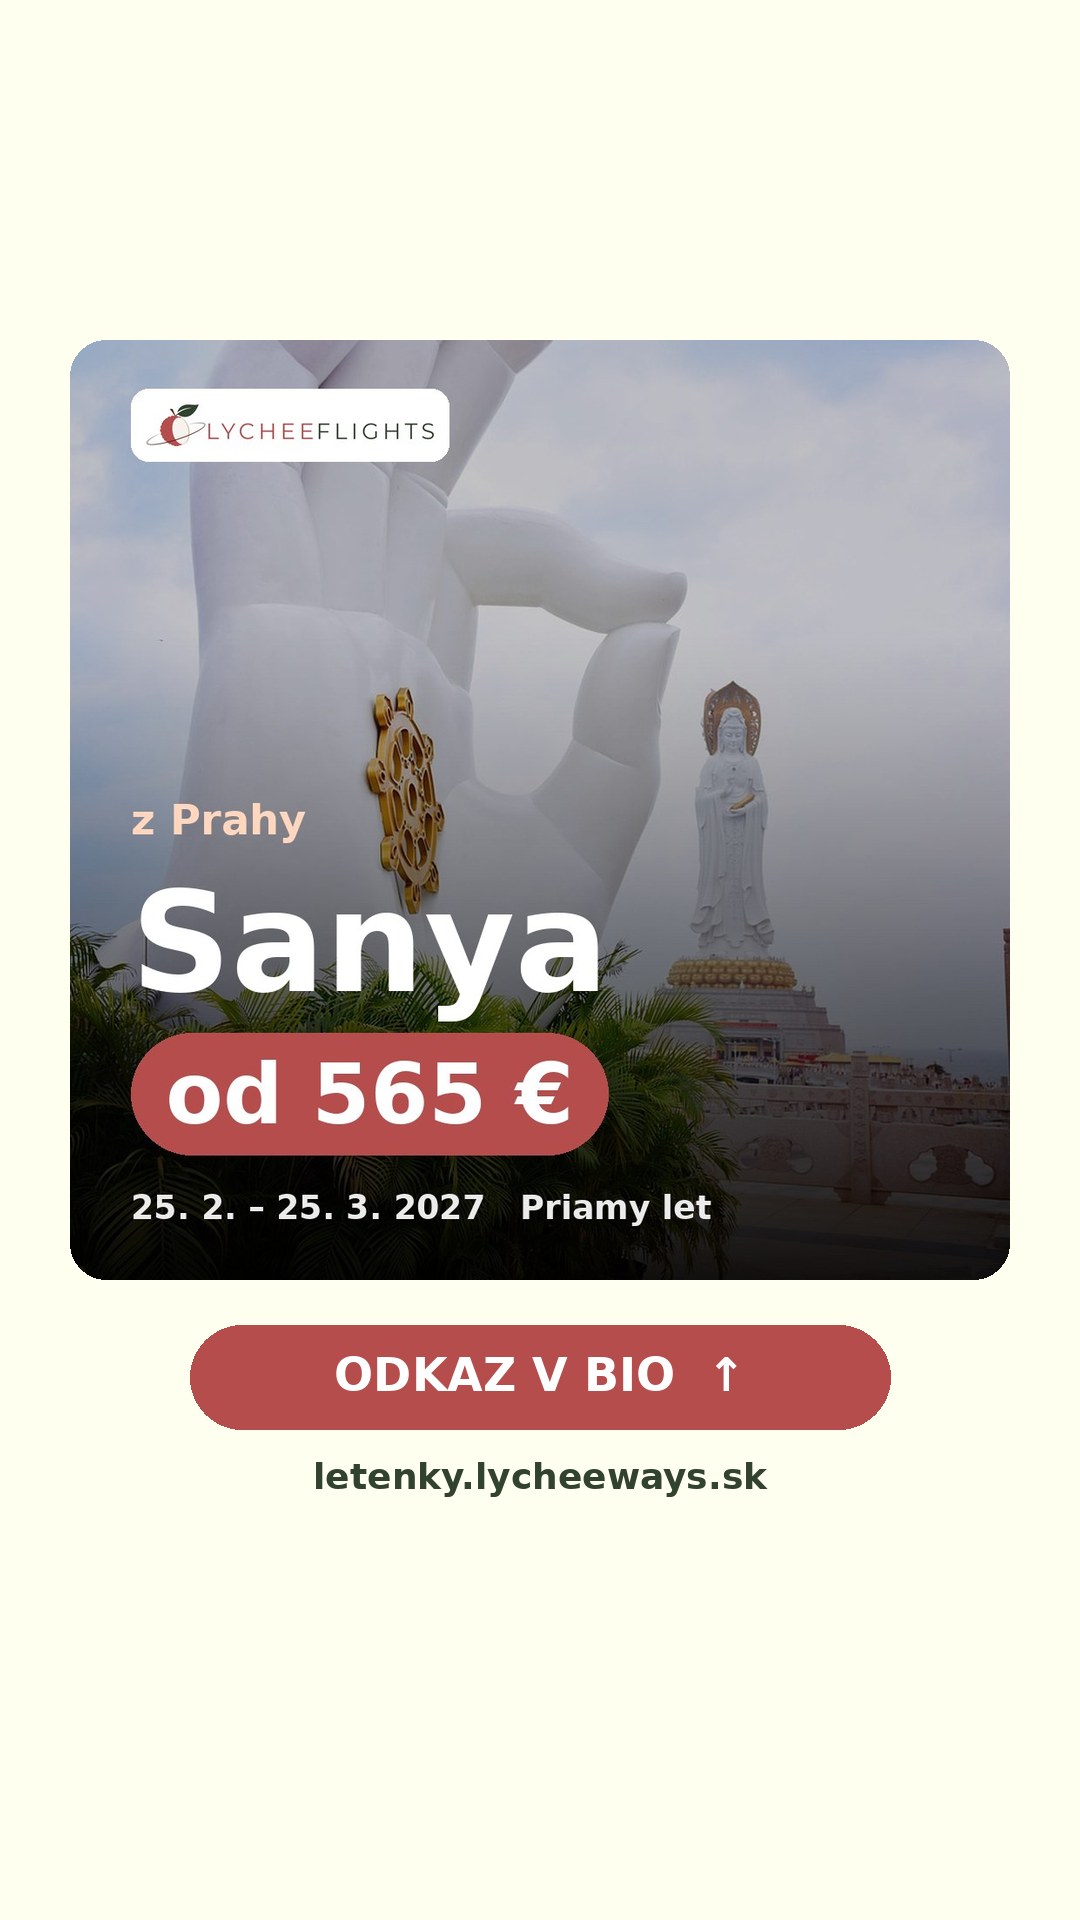 LYCHEEFLIGHTS
z Prahy
Sanya
od 565 €
25. 2. – 25. 3. 2027 Priamy let
ODKAZ V BIO ↑
letenky.lycheeways.sk